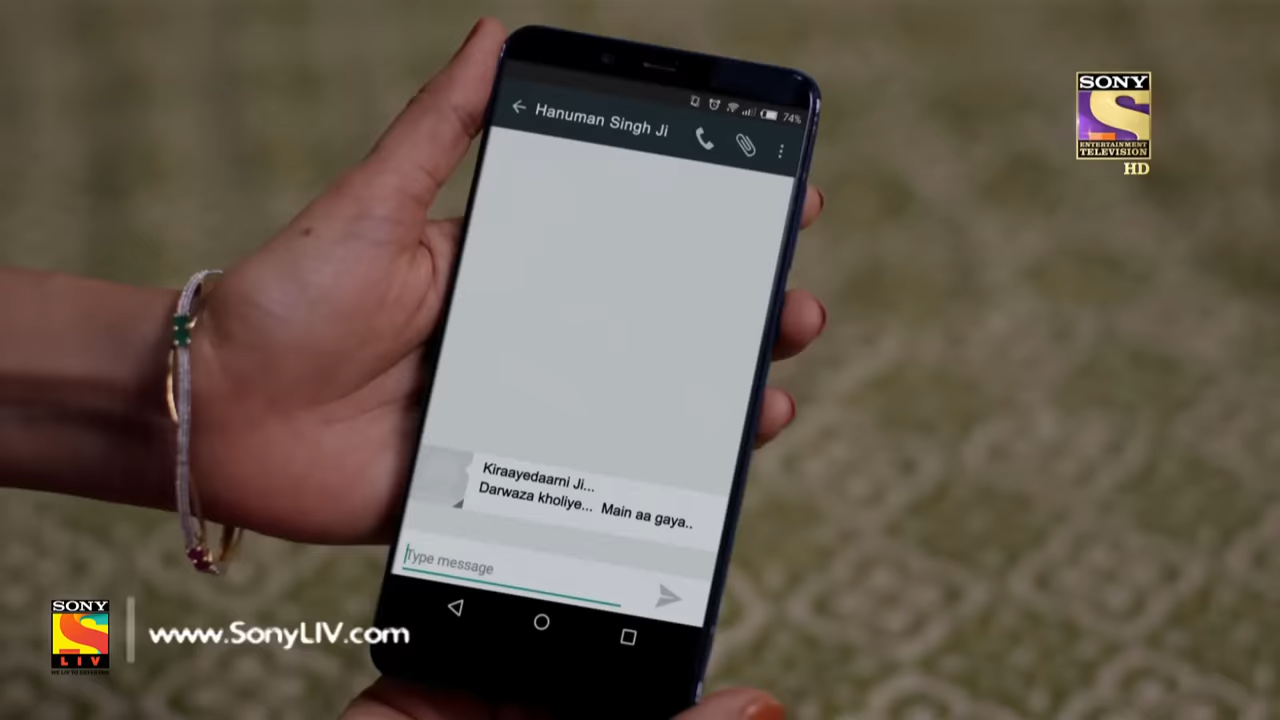 SONY
ENTERTAINMENT
TELEVISION
HD
74%
Hanuman Singh Ji
Kiraayedaarni Ji...
Darwaza kholiye... Main aa gaya..
Type message
SONY
LIV
www.SonyLIV.com